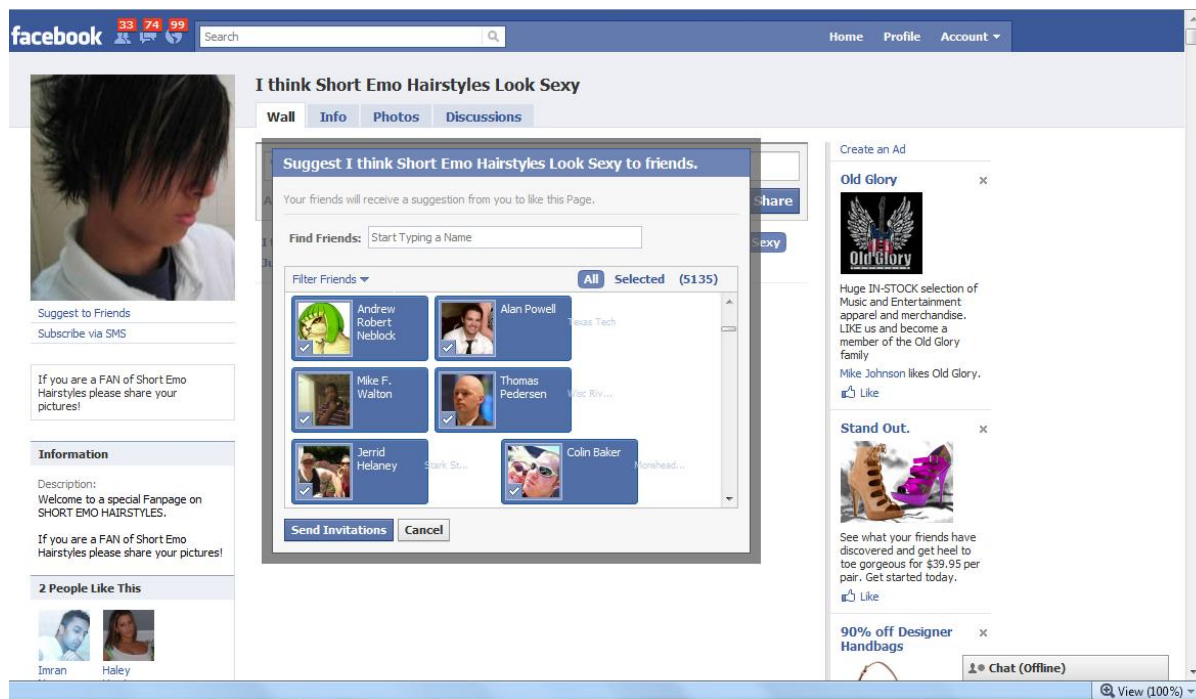 facebook
33 74 99
Search
Home Profile Account
I think Short Emo Hairstyles Look Sexy
Wall Info Photos Discussions
Suggest I think Short Emo Hairstyles Look Sexy to friends.
Your friends will receive a suggestion from you to like this Page.
Share
Find Friends: Start Typing a Name
Sexy
Filter Friends All Selected (5135)
Andrew
Robert
Neblock
Alan Powell
Texas Tech
Mike F.
Walton
Thomas
Pedersen
Wisc Riv...
Jerrid
Helaney
Stark St...
Colin Baker
Morehead...
Send Invitations Cancel
Suggest to Friends
Subscribe via SMS
If you are a FAN of Short Emo
Hairstyles please share your
pictures!
Information
Description:
Welcome to a special Fanpage on
SHORT EMO HAIRSTYLES.
If you are a FAN of Short Emo
Hairstyles please share your pictures!
2 People Like This
Imran
Haley
Create an Ad
Old Glory
Old Glory
Huge IN-STOCK selection of
Music and Entertainment
apparel and merchandise.
LIKE us and become a
member of the Old Glory
family
Mike Johnson likes Old Glory.
Like
Stand Out.
See what your friends have
discovered and get heel to
toe gorgeous for $39.95 per
pair. Get started today.
Like
90% off Designer
Handbags
Chat (Offline)
View (100%)